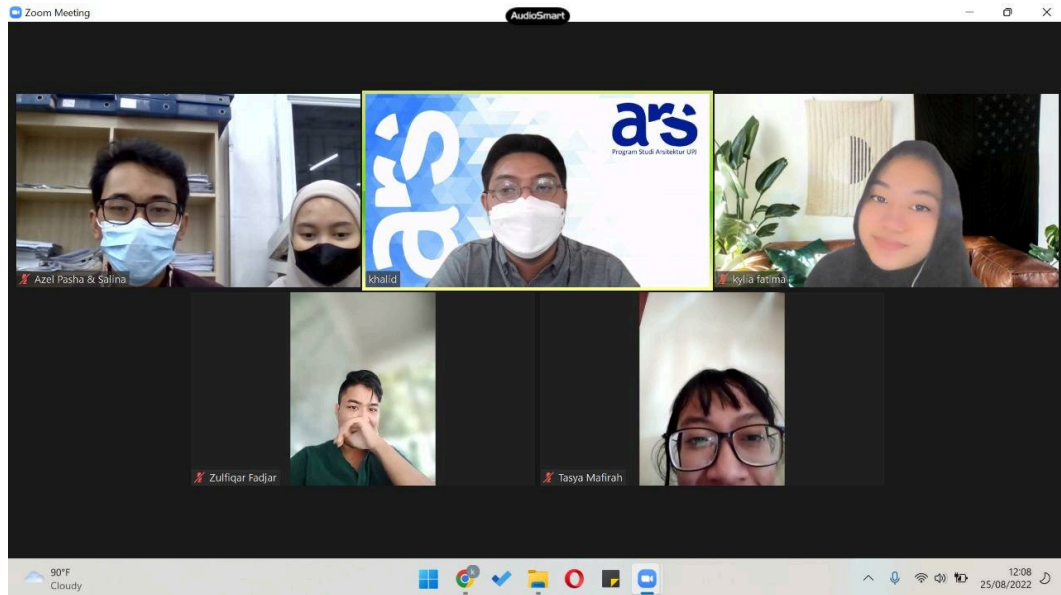 Zoom Meeting
AudioSmart
ars
ars
Program Studi Arsitektur UPJ
Azel Pasha & Salina
khalid
kylia fatima
Zulfiqar Fadjar
Tasya Mafirah
90°F
Cloudy
k
12:08
25/08/2022